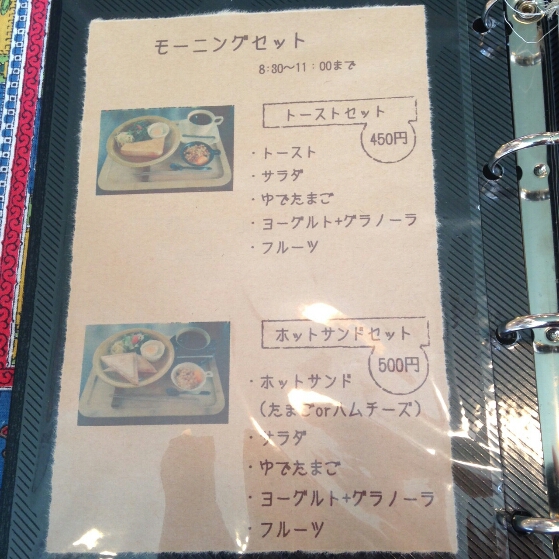 モーニングセット
8:30〜11:00まで
トーストセット
450円
・トースト
・サラダ
・ゆでたまご
・ヨーグルト+グラノーラ
・フルーツ
ホットサンドセット
500円
・ホットサンド
(たまごorハムチーズ)
・サラダ
・ゆでたまご
・ヨーグルト+グラノーラ
・フルーツ